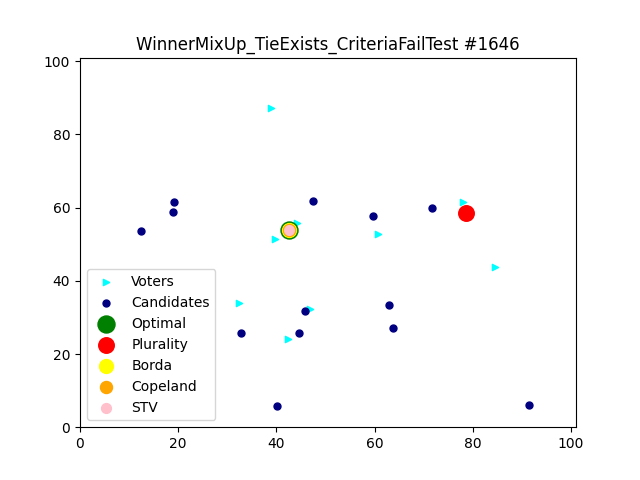 WinnerMixUp_TieExists_CriteriaFailTest #1646
100
80
60
40
20
0
Voters
Candidates
Optimal
Plurality
Borda
Copeland
STV
0 20 40 60 80 100